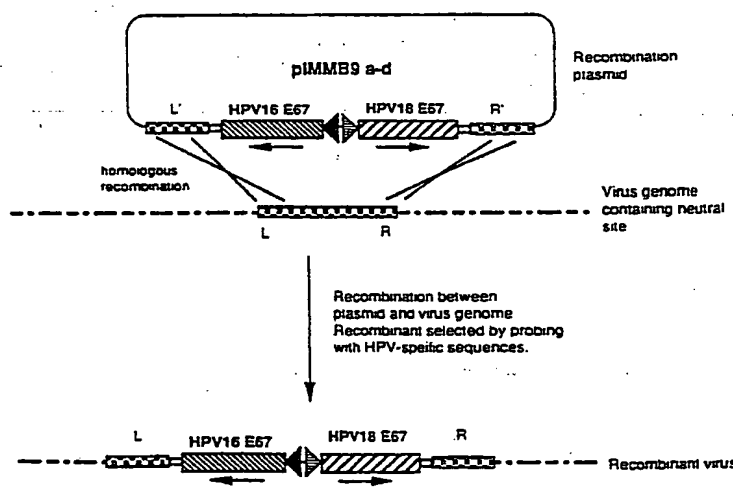 pIMMB9 a-d
Recombination
plasmid
L' HPV16 E67 HPV18 E67 R'
homologous
recombination
Virus genome
containing neutral
site
L R
Recombination between
plasmid and virus genome
Recombinant selected by probing
with HPV-speific sequences.
L HPV16 E67 HPV18 E67 R
Recombinant virus